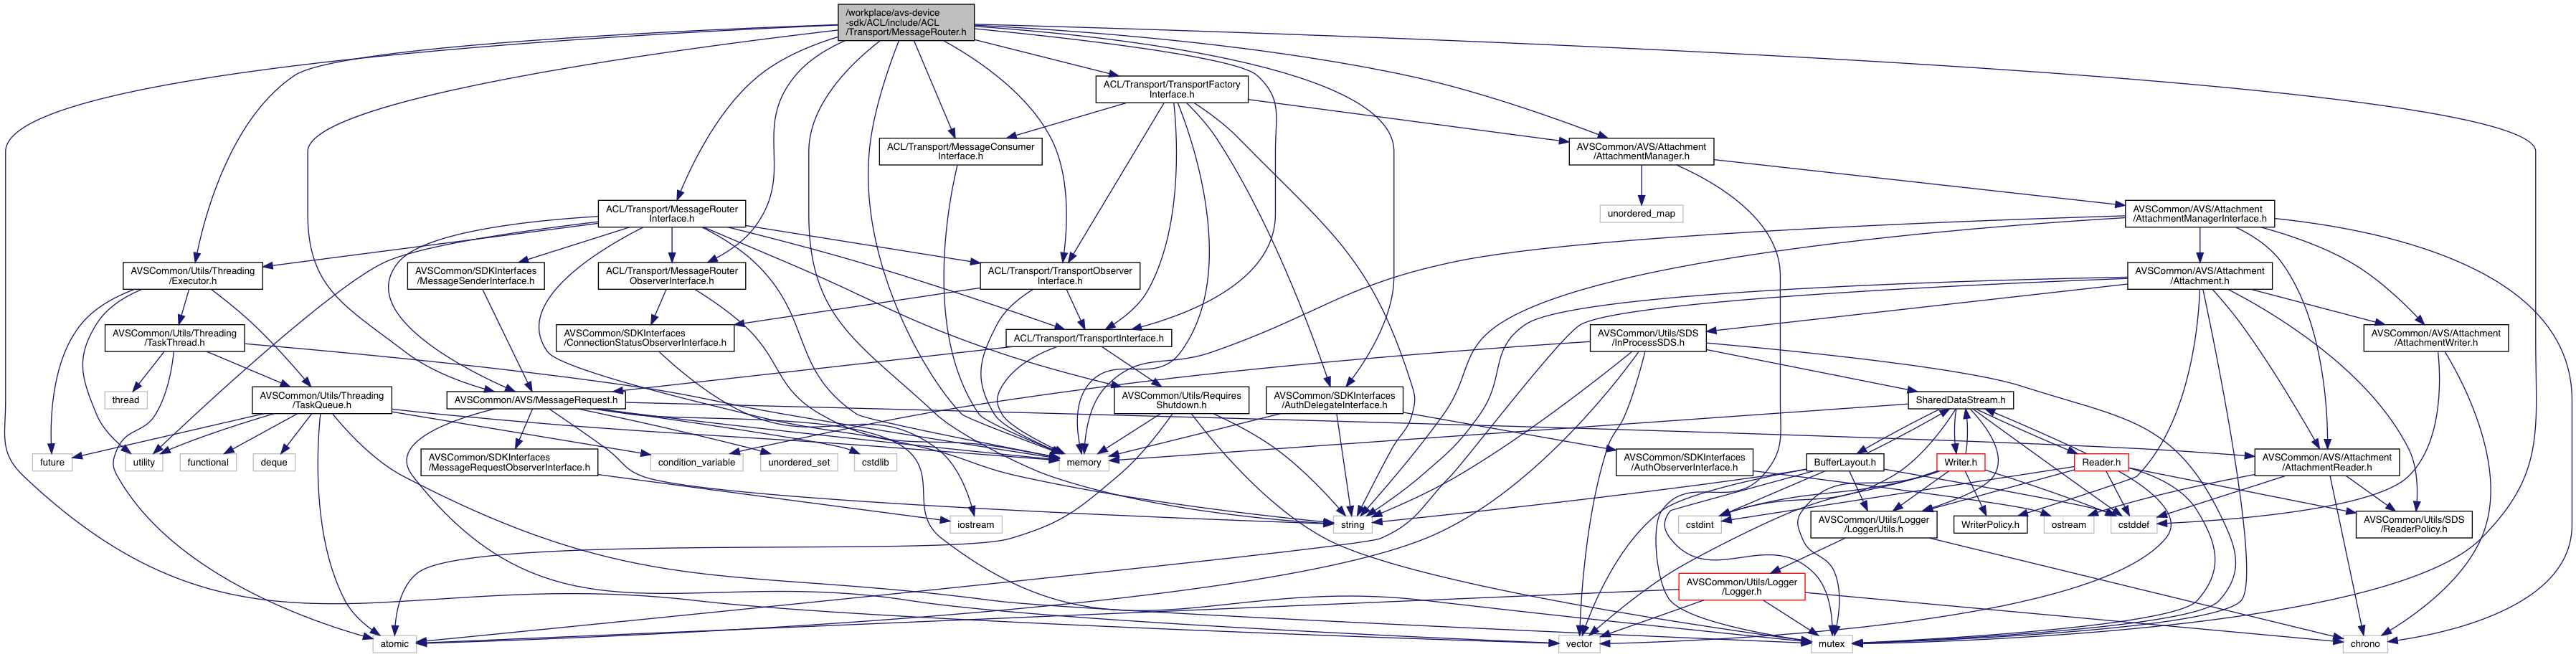 /workplace/avs-device
-sdk/ACL/include/ACL
/Transport/MessageRouter.h
ACL/Transport/TransportFactory
Interface.h
ACL/Transport/MessageConsumer
Interface.h
AVSCommon/AVS/Attachment
/AttachmentManager.h
ACL/Transport/MessageRouter
Interface.h
unordered_map
AVSCommon/AVS/Attachment
/AttachmentManagerInterface.h
AVSCommon/Utils/Threading
/Executor.h
AVSCommon/SDKInterfaces
/MessageSenderInterface.h
ACL/Transport/MessageRouter
ObserverInterface.h
ACL/Transport/TransportObserver
Interface.h
AVSCommon/AVS/Attachment
/Attachment.h
AVSCommon/Utils/Threading
/TaskThread.h
AVSCommon/SDKInterfaces
/ConnectionStatusObserverInterface.h
ACL/Transport/TransportInterface.h
AVSCommon/Utils/SDS
/InProcessSDS.h
AVSCommon/AVS/Attachment
/AttachmentWriter.h
thread
AVSCommon/Utils/Threading
/TaskQueue.h
AVSCommon/AVS/MessageRequest.h
AVSCommon/Utils/Requires
Shutdown.h
AVSCommon/SDKInterfaces
/AuthDelegateInterface.h
SharedDataStream.h
future
utility
functional
deque
AVSCommon/SDKInterfaces
/MessageRequestObserverInterface.h
condition_variable
unordered_set
cstdlib
memory
AVSCommon/SDKInterfaces
/AuthObserverInterface.h
BufferLayout.h
Writer.h
Reader.h
AVSCommon/AVS/Attachment
/AttachmentReader.h
iostream
string
cstdint
AVSCommon/Utils/Logger
/LoggerUtils.h
WriterPolicy.h
ostream
cstddef
AVSCommon/Utils/SDS
/ReaderPolicy.h
AVSCommon/Utils/Logger
/Logger.h
atomic
vector
mutex
chrono